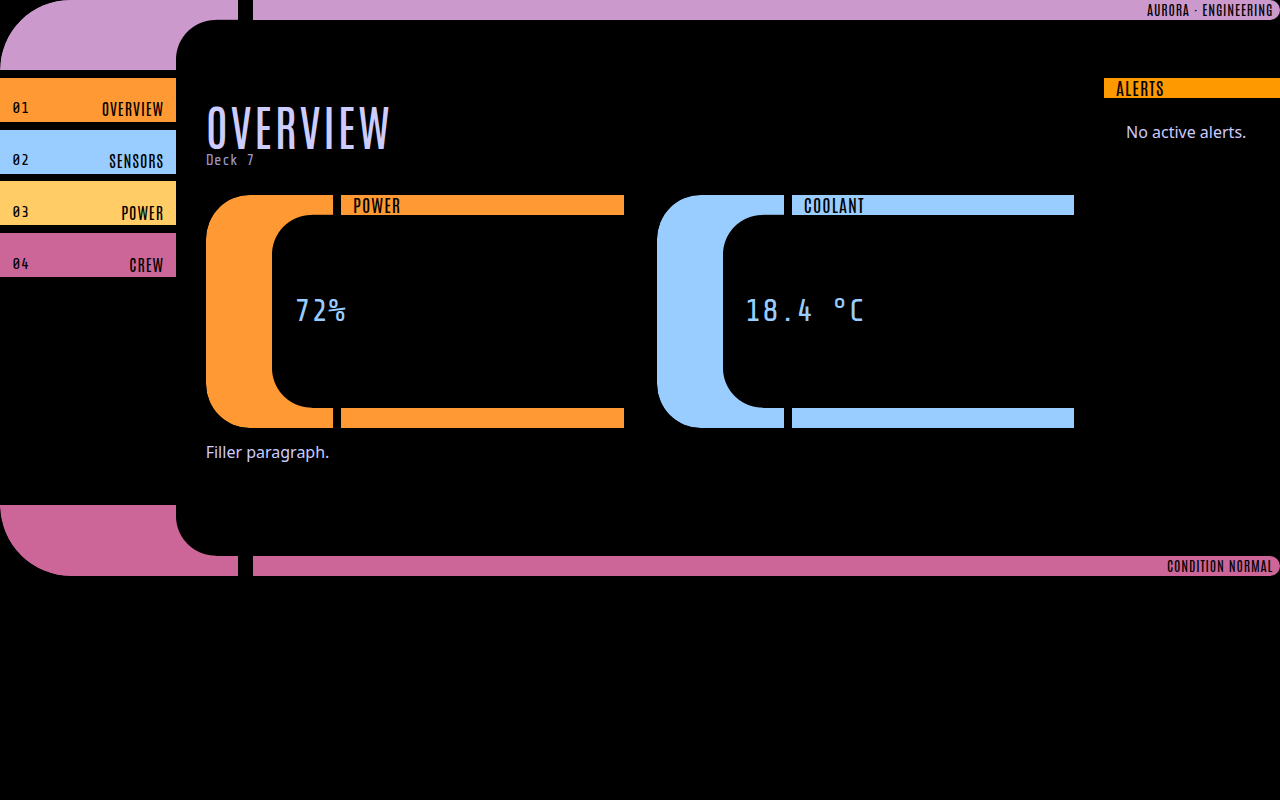 AURORA · ENGINEERING
01 OVERVIEW
02 SENSORS
03 POWER
04 CREW
OVERVIEW
Deck 7
POWER
72%
COOLANT
18.4 °C
Filler paragraph.
ALERTS
No active alerts.
CONDITION NORMAL